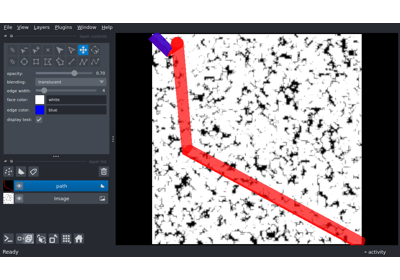 File View Layers Plugins Window Help
opacity: 0.70
blending: translucent
edge width: 4
face color: white
edge color: blue
display text:
path
Image
Ready
activity